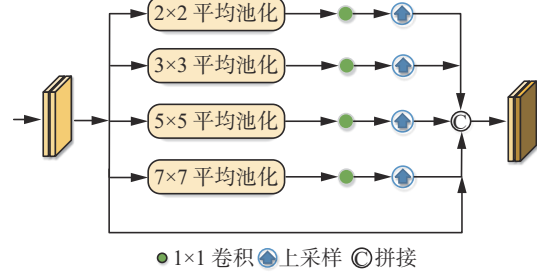 2×2 平均池化
3×3 平均池化
5×5 平均池化
C
7×7 平均池化
1×1 卷积 上采样 C拼接